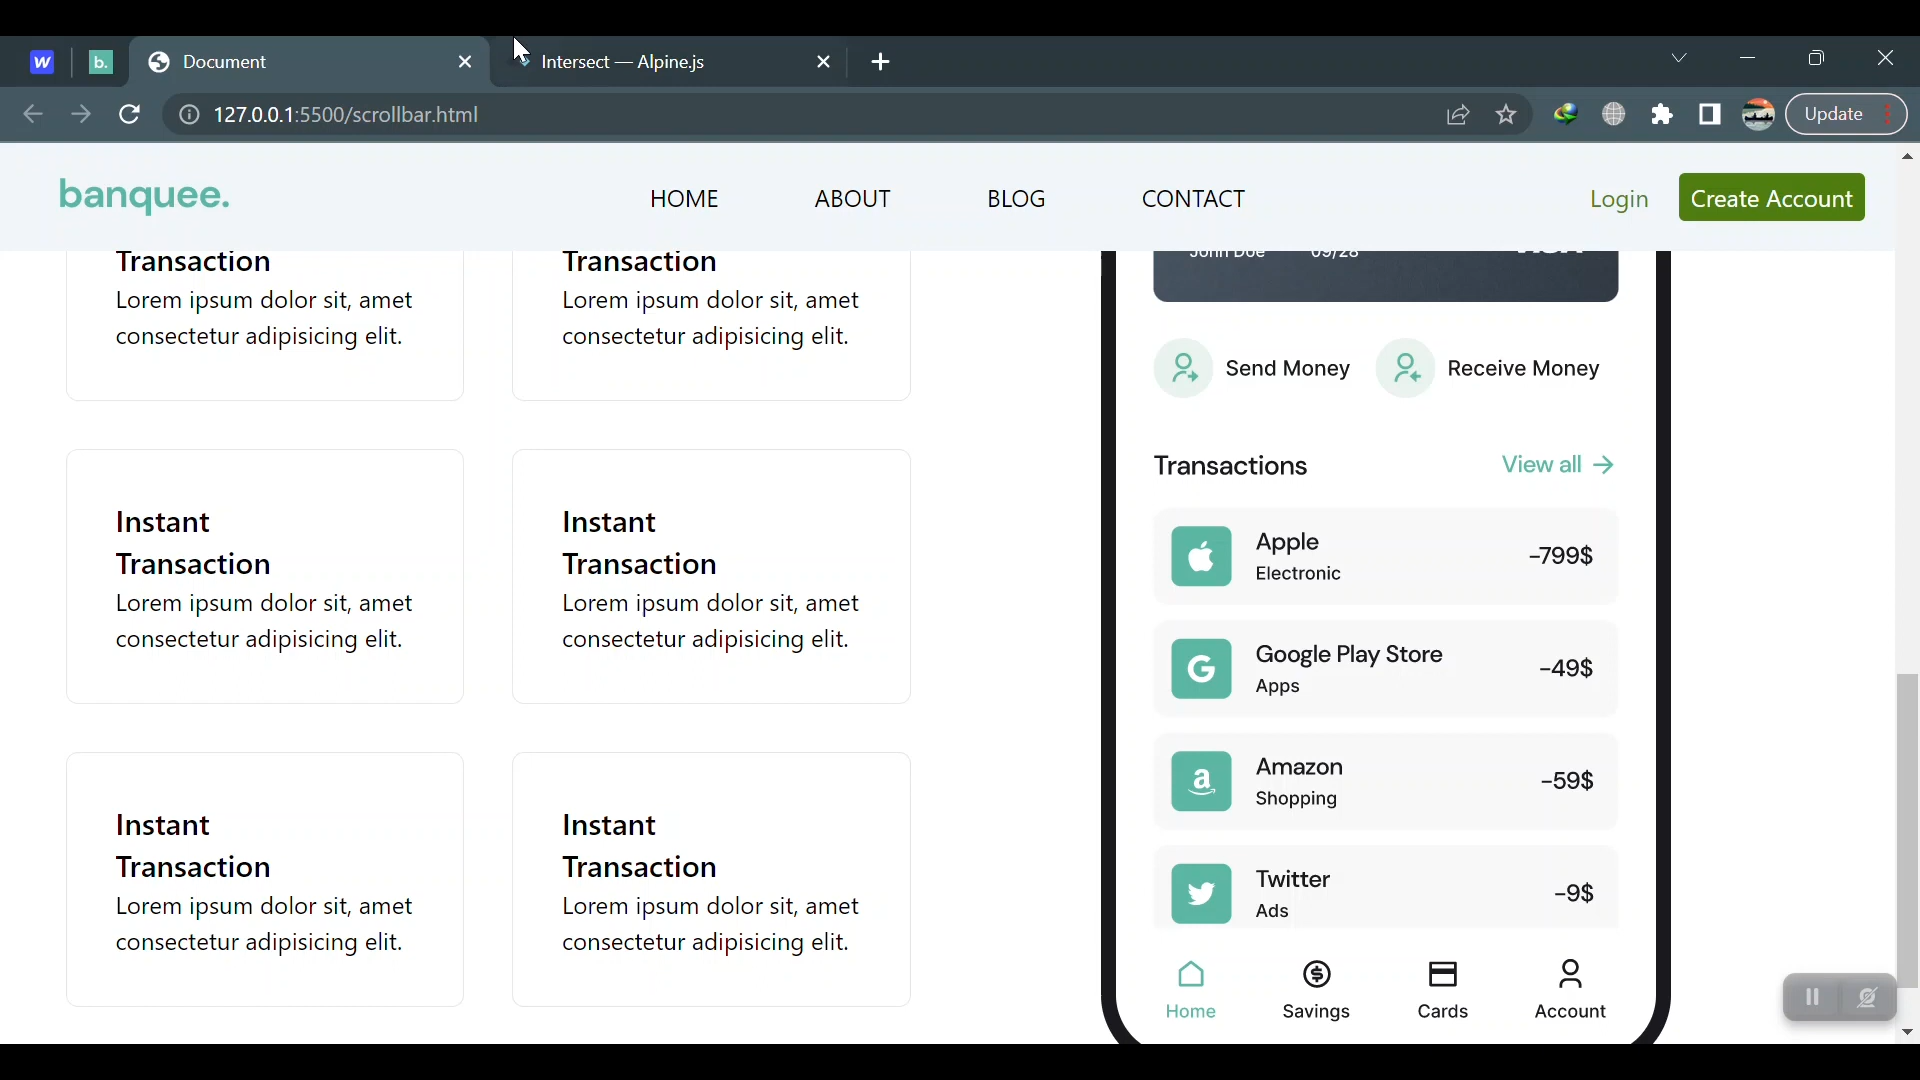 W
b.
Document
Intersect — Alpine.js
127.0.0.1:5500/scrollbar.html
Update
banquee.
HOME
ABOUT
BLOG
CONTACT
Login
Create Account
Transaction
Lorem ipsum dolor sit, amet
consectetur adipisicing elit.
Transaction
Lorem ipsum dolor sit, amet
consectetur adipisicing elit.
Instant
Transaction
Lorem ipsum dolor sit, amet
consectetur adipisicing elit.
Instant
Transaction
Lorem ipsum dolor sit, amet
consectetur adipisicing elit.
Instant
Transaction
Lorem ipsum dolor sit, amet
consectetur adipisicing elit.
Instant
Transaction
Lorem ipsum dolor sit, amet
consectetur adipisicing elit.
John Doe
09/28
VISA
Send Money
Receive Money
Transactions
View all
Apple
Electronic
-799$
Google Play Store
Apps
-49$
Amazon
Shopping
-59$
Twitter
Ads
-9$
Home
Savings
Cards
Account